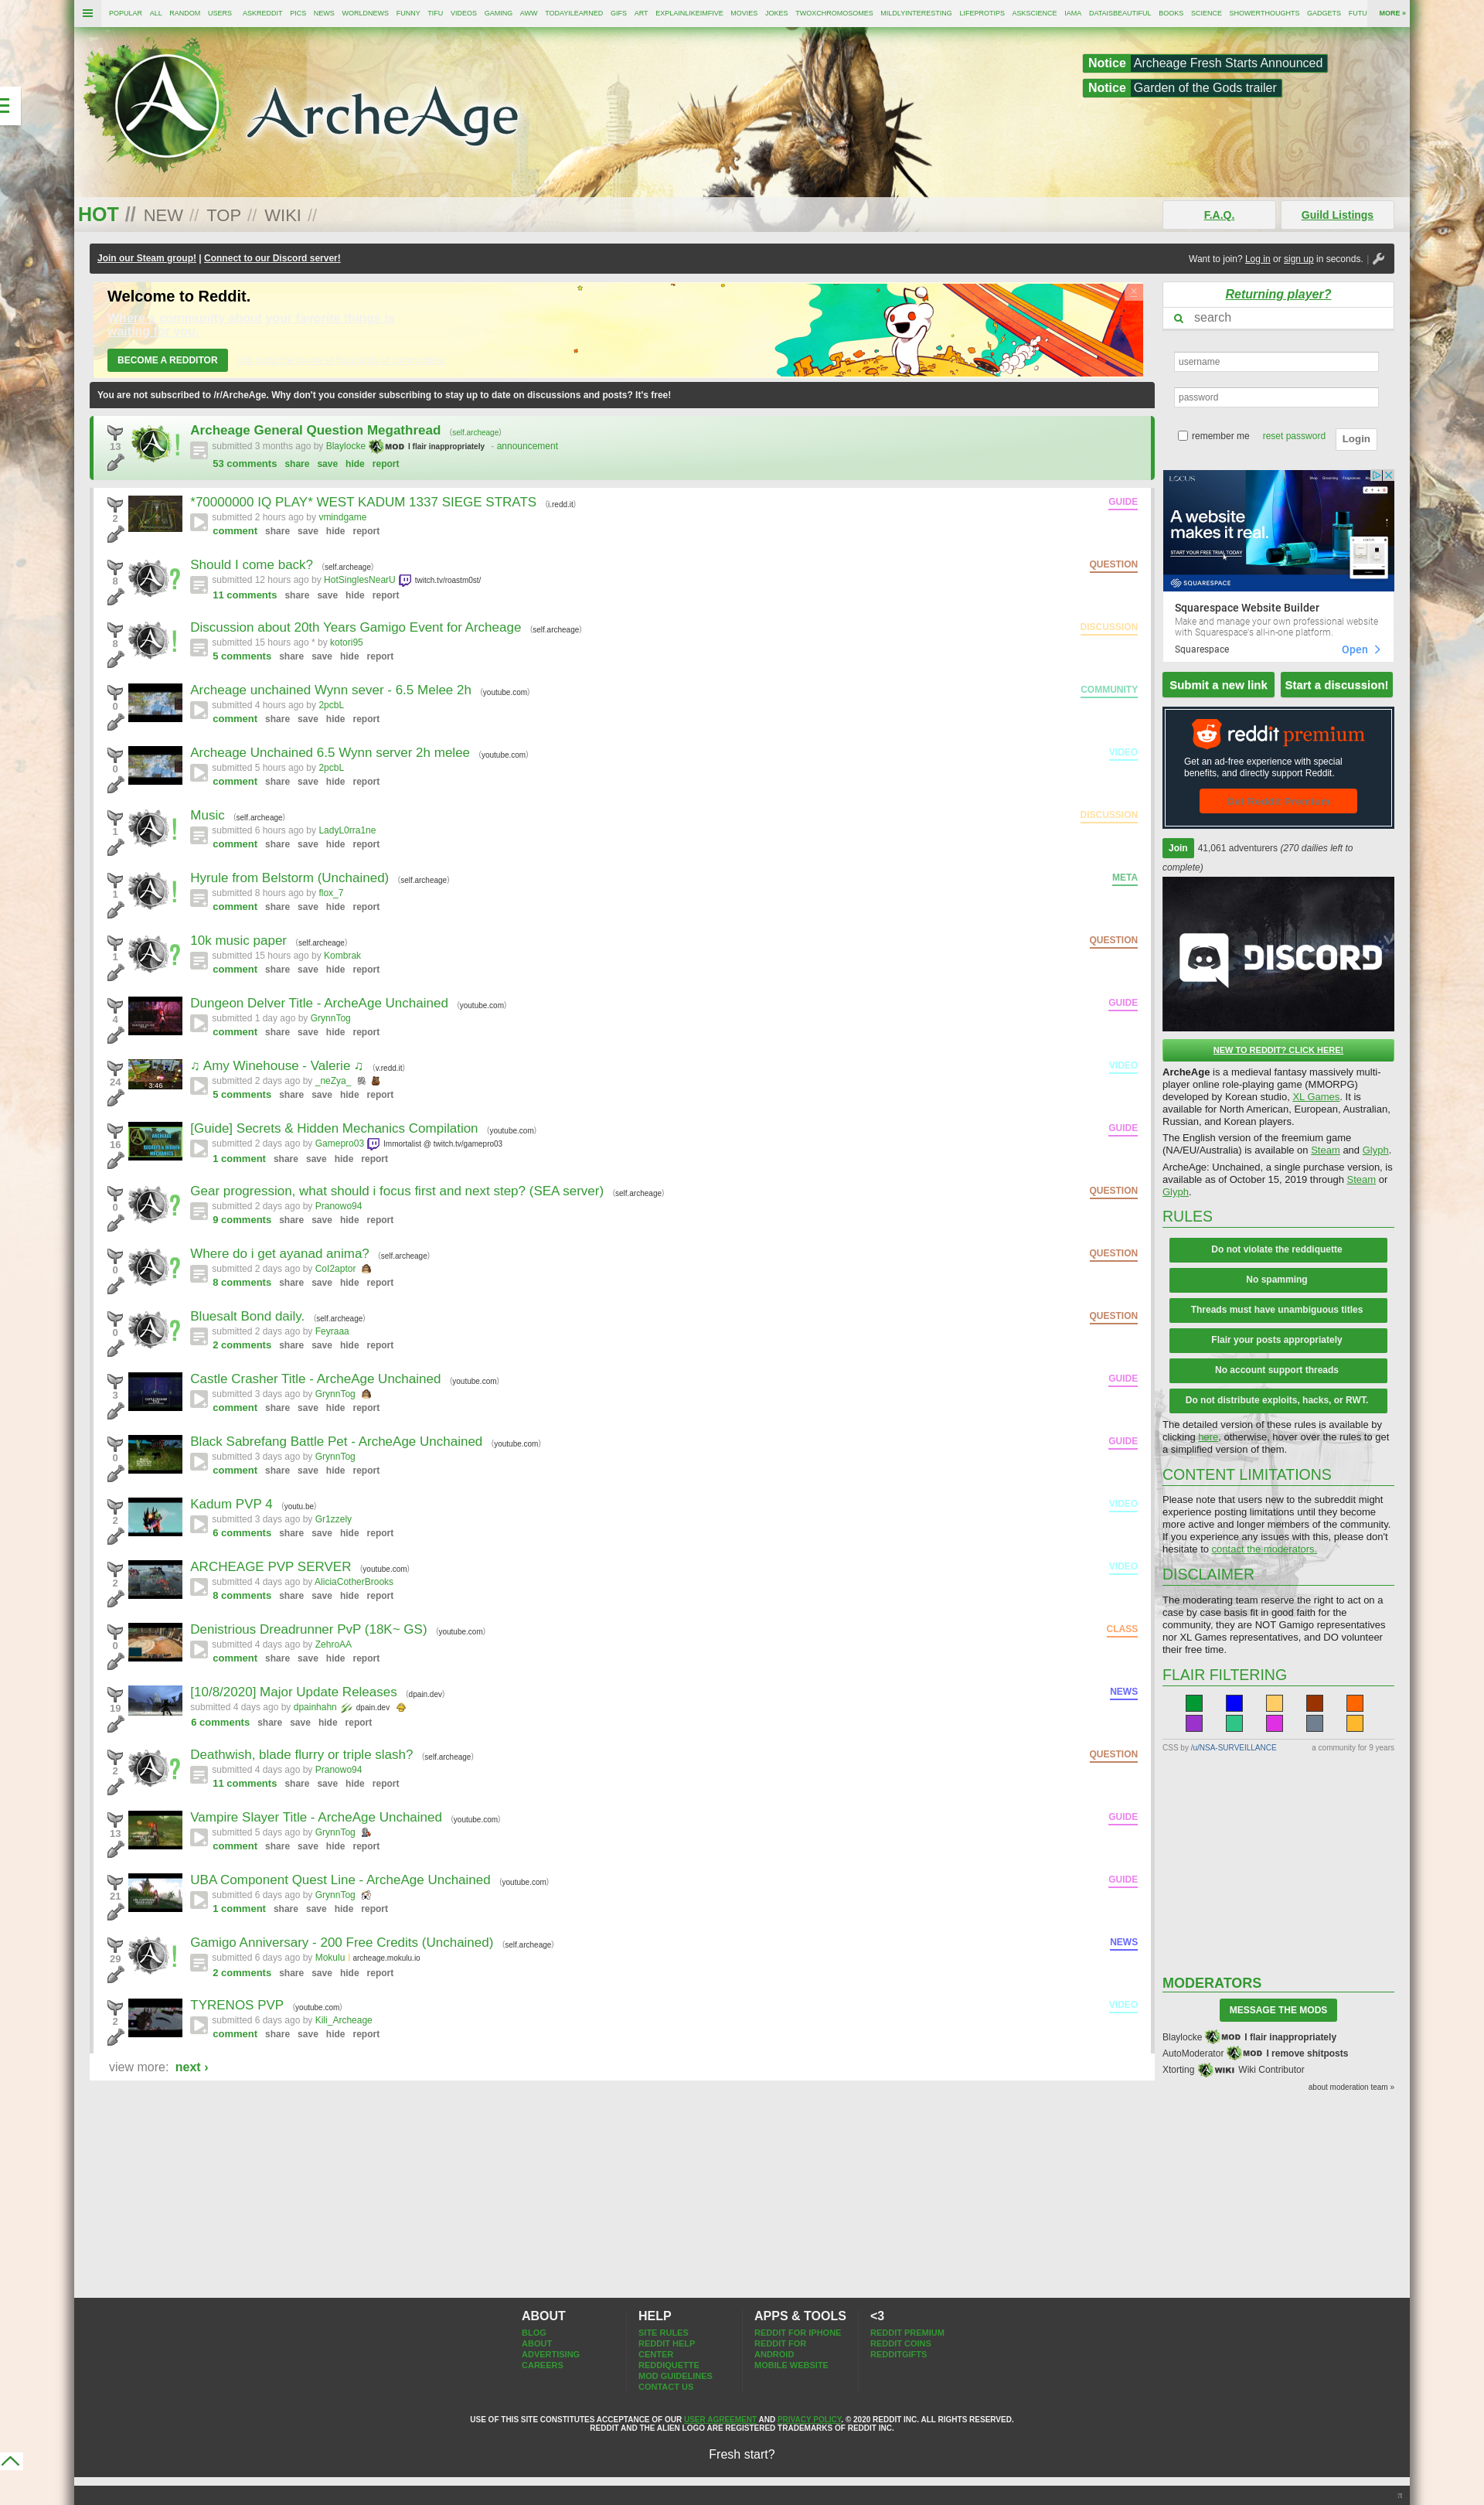 POPULAR ALL RANDOM USERS ASKREDDIT PICS NEWS WORLDNEWS FUNNY TIFU VIDEOS GAMING AWW TODAYILEARNED GIFS ART EXPLAINLIKEIMFIVE MOVIES JOKES TWOXCHROMOSOMES MILDLYINTERESTING LIFEPROTIPS ASKSCIENCE IAMA DATAISBEAUTIFUL BOOKS SCIENCE SHOWERTHOUGHTS GADGETS FUTU MORE »
ArcheAge
Notice Archeage Fresh Starts Announced
Notice Garden of the Gods trailer
HOT // NEW // TOP // WIKI //
F.A.Q. Guild Listings
Join our Steam group! | Connect to our Discord server!
Want to join? Log in or sign up in seconds. |
Welcome to Reddit.
Where a community about your favorite things is
waiting for you.
BECOME A REDDITOR
You are not subscribed to /r/ArcheAge. Why don't you consider subscribing to stay up to date on discussions and posts? It's free!
13
Archeage General Question Megathread (self.archeage)
submitted 3 months ago by Blaylocke MOD I flair inappropriately - announcement
53 comments share save hide report
2
*70000000 IQ PLAY* WEST KADUM 1337 SIEGE STRATS (i.redd.it)
GUIDE
submitted 2 hours ago by vmindgame
comment share save hide report
8
Should I come back? (self.archeage)
QUESTION
submitted 12 hours ago by HotSinglesNearU twitch.tv/roastm0st/
11 comments share save hide report
8
Discussion about 20th Years Gamigo Event for Archeage (self.archeage)
DISCUSSION
submitted 15 hours ago * by kotori95
5 comments share save hide report
0
Archeage unchained Wynn sever - 6.5 Melee 2h (youtube.com)
COMMUNITY
submitted 4 hours ago by 2pcbL
comment share save hide report
0
Archeage Unchained 6.5 Wynn server 2h melee (youtube.com)
VIDEO
submitted 5 hours ago by 2pcbL
comment share save hide report
1
Music (self.archeage)
DISCUSSION
submitted 6 hours ago by LadyL0rra1ne
comment share save hide report
1
Hyrule from Belstorm (Unchained) (self.archeage)
META
submitted 8 hours ago by flox_7
comment share save hide report
1
10k music paper (self.archeage)
QUESTION
submitted 15 hours ago by Kombrak
comment share save hide report
4
Dungeon Delver Title - ArcheAge Unchained (youtube.com)
GUIDE
submitted 1 day ago by GrynnTog
comment share save hide report
24
3:46
♫ Amy Winehouse - Valerie ♫ (v.redd.it)
VIDEO
submitted 2 days ago by _neZya_
5 comments share save hide report
16
[Guide] Secrets & Hidden Mechanics Compilation (youtube.com)
GUIDE
submitted 2 days ago by Gamepro03 Immortalist @ twitch.tv/gamepro03
1 comment share save hide report
0
Gear progression, what should i focus first and next step? (SEA server) (self.archeage)
QUESTION
submitted 2 days ago by Pranowo94
9 comments share save hide report
0
Where do i get ayanad anima? (self.archeage)
QUESTION
submitted 2 days ago by Col2aptor
8 comments share save hide report
0
Bluesalt Bond daily. (self.archeage)
QUESTION
submitted 2 days ago by Feyraaa
2 comments share save hide report
3
Castle Crasher Title - ArcheAge Unchained (youtube.com)
GUIDE
submitted 3 days ago by GrynnTog
comment share save hide report
0
Black Sabrefang Battle Pet - ArcheAge Unchained (youtube.com)
GUIDE
submitted 3 days ago by GrynnTog
comment share save hide report
2
Kadum PVP 4 (youtu.be)
VIDEO
submitted 3 days ago by Gr1zzely
6 comments share save hide report
2
ARCHEAGE PVP SERVER (youtube.com)
VIDEO
submitted 4 days ago by AliciaCotherBrooks
8 comments share save hide report
0
Denistrious Dreadrunner PvP (18K~ GS) (youtube.com)
CLASS
submitted 4 days ago by ZehroAA
comment share save hide report
19
[10/8/2020] Major Update Releases (dpain.dev)
NEWS
submitted 4 days ago by dpainhahn dpain.dev
6 comments share save hide report
2
Deathwish, blade flurry or triple slash? (self.archeage)
QUESTION
submitted 4 days ago by Pranowo94
11 comments share save hide report
13
Vampire Slayer Title - ArcheAge Unchained (youtube.com)
GUIDE
submitted 5 days ago by GrynnTog
comment share save hide report
21
UBA Component Quest Line - ArcheAge Unchained (youtube.com)
GUIDE
submitted 6 days ago by GrynnTog
1 comment share save hide report
29
Gamigo Anniversary - 200 Free Credits (Unchained) (self.archeage)
NEWS
submitted 6 days ago by Mokulu | archeage.mokulu.io
2 comments share save hide report
2
TYRENOS PVP (youtube.com)
VIDEO
submitted 6 days ago by Kili_Archeage
comment share save hide report
view more: next ›
Returning player?
search
username
password
remember me reset password Login
LOCUS
A website
makes it real.
START YOUR FREE TRIAL TODAY
SQUARESPACE
Squarespace Website Builder
Make and manage your own professional website
with Squarespace's all-in-one platform.
Squarespace Open
Submit a new link Start a discussion!
reddit premium
Get an ad-free experience with special
benefits, and directly support Reddit.
Get Reddit Premium
Join 41,061 adventurers (270 dailies left to
complete)
DISCORD
NEW TO REDDIT? CLICK HERE!
ArcheAge is a medieval fantasy massively multi-
player online role-playing game (MMORPG)
developed by Korean studio, XL Games. It is
available for North American, European, Australian,
Russian, and Korean players.
The English version of the freemium game
(NA/EU/Australia) is available on Steam and Glyph.
ArcheAge: Unchained, a single purchase version, is
available as of October 15, 2019 through Steam or
Glyph.
RULES
Do not violate the reddiquette
No spamming
Threads must have unambiguous titles
Flair your posts appropriately
No account support threads
Do not distribute exploits, hacks, or RWT.
The detailed version of these rules is available by
clicking here, otherwise, hover over the rules to get
a simplified version of them.
CONTENT LIMITATIONS
Please note that users new to the subreddit might
experience posting limitations until they become
more active and longer members of the community.
If you experience any issues with this, please don't
hesitate to contact the moderators.
DISCLAIMER
The moderating team reserve the right to act on a
case by case basis fit in good faith for the
community, they are NOT Gamigo representatives
nor XL Games representatives, and DO volunteer
their free time.
FLAIR FILTERING
CSS by /u/NSA-SURVEILLANCE a community for 9 years
MODERATORS
MESSAGE THE MODS
Blaylocke MOD I flair inappropriately
AutoModerator MOD I remove shitposts
Xtorting WIKI Wiki Contributor
about moderation team »
ABOUT
BLOG
ABOUT
ADVERTISING
CAREERS
HELP
SITE RULES
REDDIT HELP
CENTER
REDDIQUETTE
MOD GUIDELINES
CONTACT US
APPS & TOOLS
REDDIT FOR IPHONE
REDDIT FOR
ANDROID
MOBILE WEBSITE
<3
REDDIT PREMIUM
REDDIT COINS
REDDITGIFTS
USE OF THIS SITE CONSTITUTES ACCEPTANCE OF OUR USER AGREEMENT AND PRIVACY POLICY. © 2020 REDDIT INC. ALL RIGHTS RESERVED.
REDDIT AND THE ALIEN LOGO ARE REGISTERED TRADEMARKS OF REDDIT INC.
Fresh start?
π